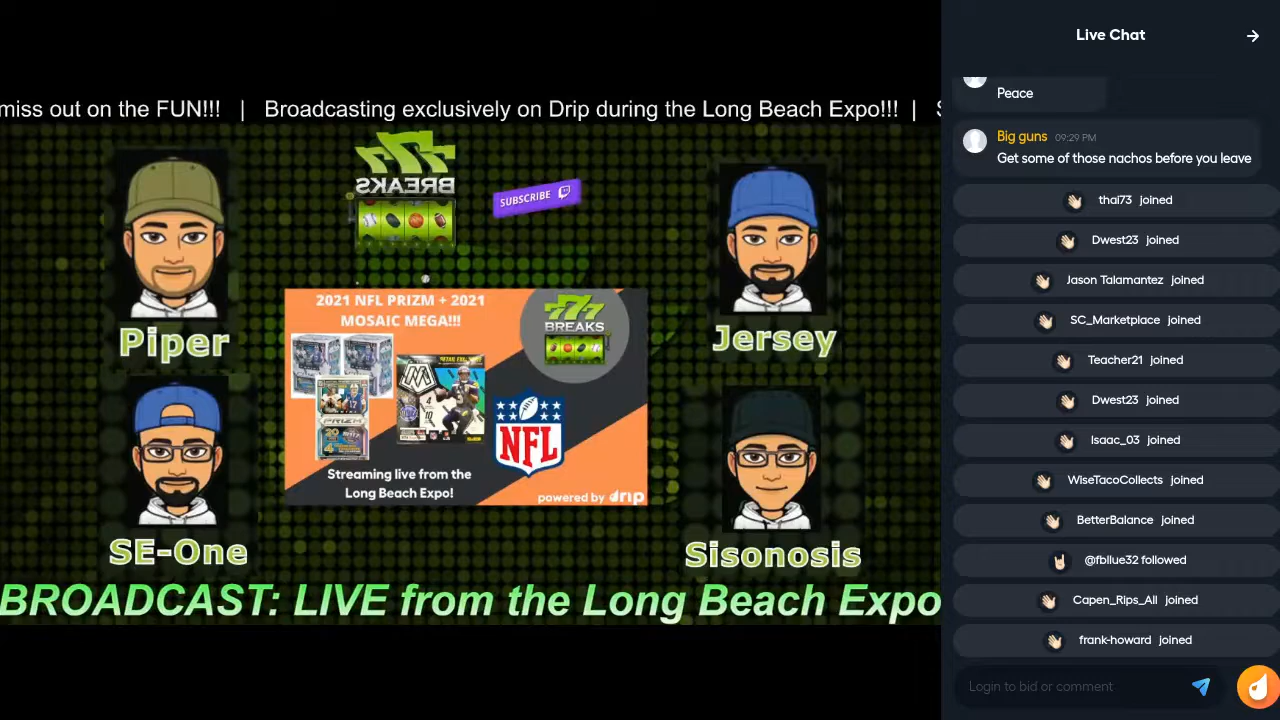 miss out on the FUN!!! | Broadcasting exclusively on Drip during the Long Beach Expo!!! |
777
BREAKS
SUBSCRIBE
Piper
Jersey
2021 NFL PRIZM + 2021
MOSAIC MEGA!!!
777
BREAKS
PRIZM
NFL
Streaming live from the
Long Beach Expo!
powered by drip
SE-One
Sisonosis
BROADCAST: LIVE from the Long Beach Expo
Live Chat
Peace
Big guns 09:29 PM
Get some of those nachos before you leave
thai73 joined
Dwest23 joined
Jason Talamantez joined
S.C_Marketplace joined
joined
Dwest23 joined
Isaac_03 joined
WiseTacoCollects joined
BetterBalance joined
@fbllue32 followed
Capen_Rips_All joined
frank-howard joined
Login to bid or comment